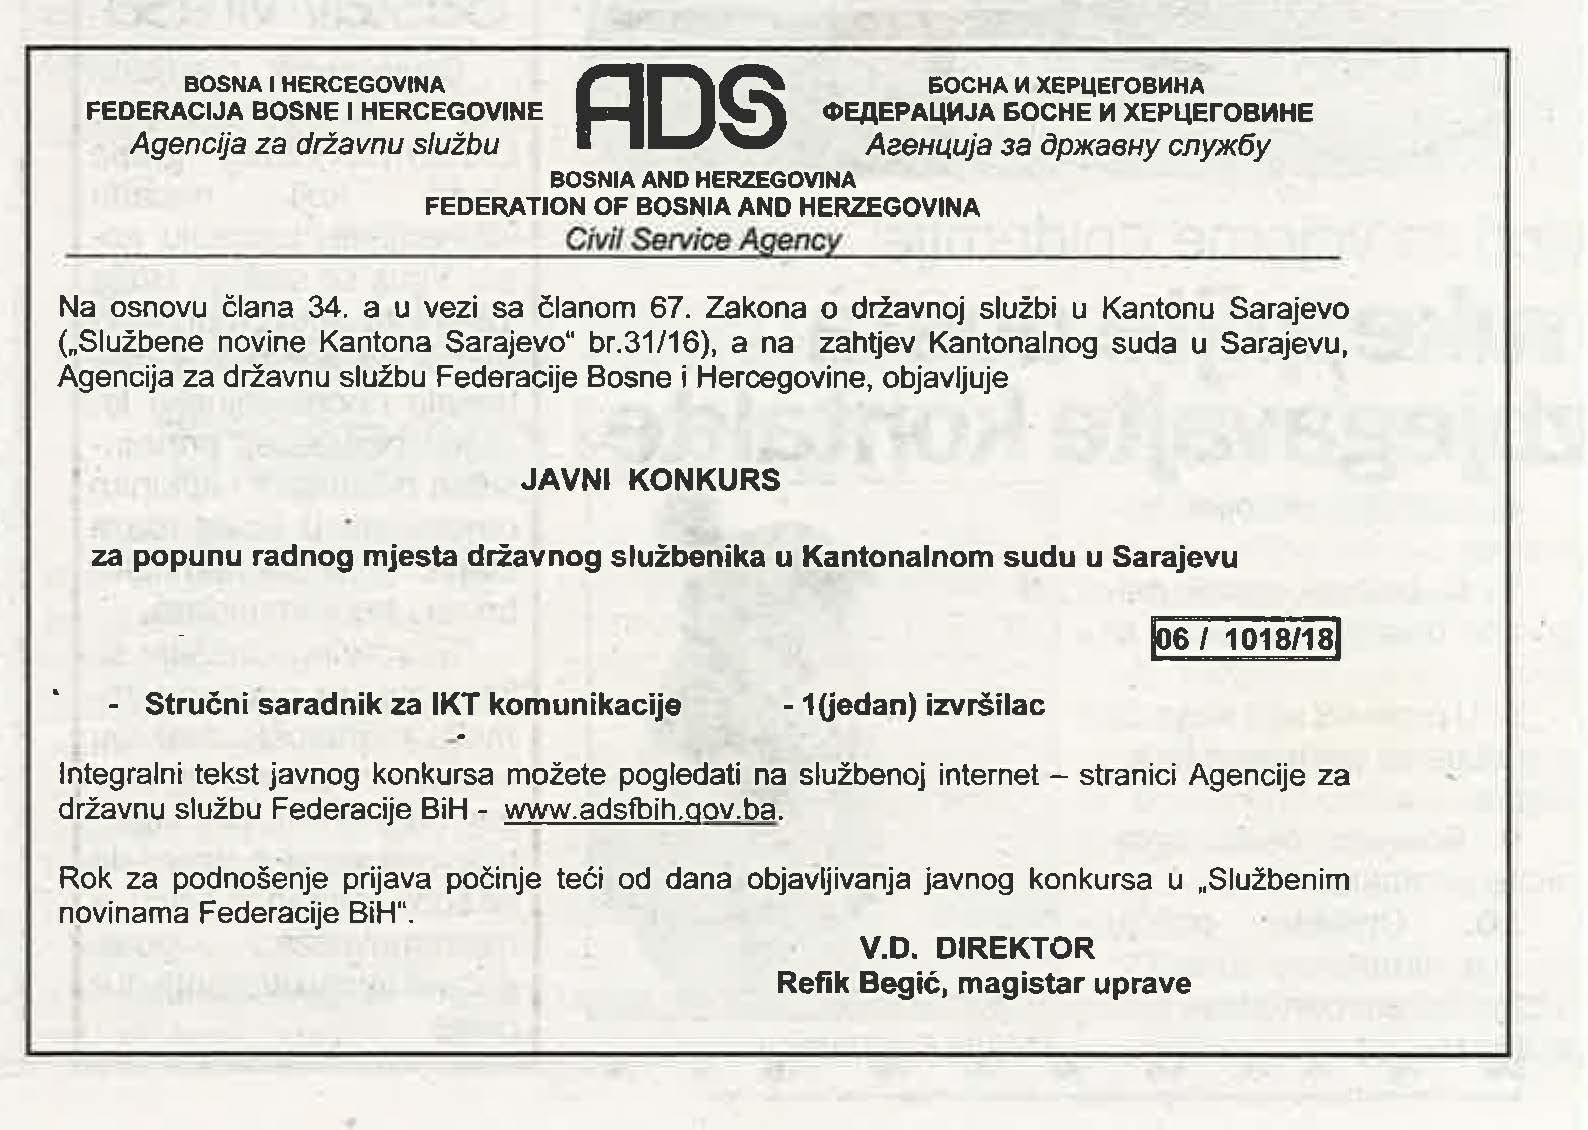 BOSNA I HERCEGOVINA
FEDERACIJA BOSNE I HERCEGOVINE
Agencija za državnu službu
ADS
БОСНА И ХЕРЦЕГОВИНА
ФЕДЕРАЦИЈА БОСНЕ И ХЕРЦЕГОВИНЕ
Агенција за државну службу
BOSNIA AND HERZEGOVINA
FEDERATION OF BOSNIA AND HERZEGOVINA
Civil Service Agency
Na osnovu člana 34. a u vezi sa članom 67. Zakona o državnoj službi u Kantonu Sarajevo
(„Službene novine Kantona Sarajevo“ br.31/16), a na zahtjev Kantonalnog suda u Sarajevu,
Agencija za državnu službu Federacije Bosne i Hercegovine, objavljuje
JAVNI KONKURS
za popunu radnog mjesta državnog službenika u Kantonalnom sudu u Sarajevu
06 / 1018/18
- Stručni saradnik za IKT komunikacije - 1(jedan) izvršilac
Integralni tekst javnog konkursa možete pogledati na službenoj internet – stranici Agencije za
državnu službu Federacije BiH - www.adsfbih.gov.ba.
Rok za podnošenje prijava počinje teći od dana objavljivanja javnog konkursa u „Službenim
novinama Federacije BiH“.
V.D. DIREKTOR
Refik Begić, magistar uprave